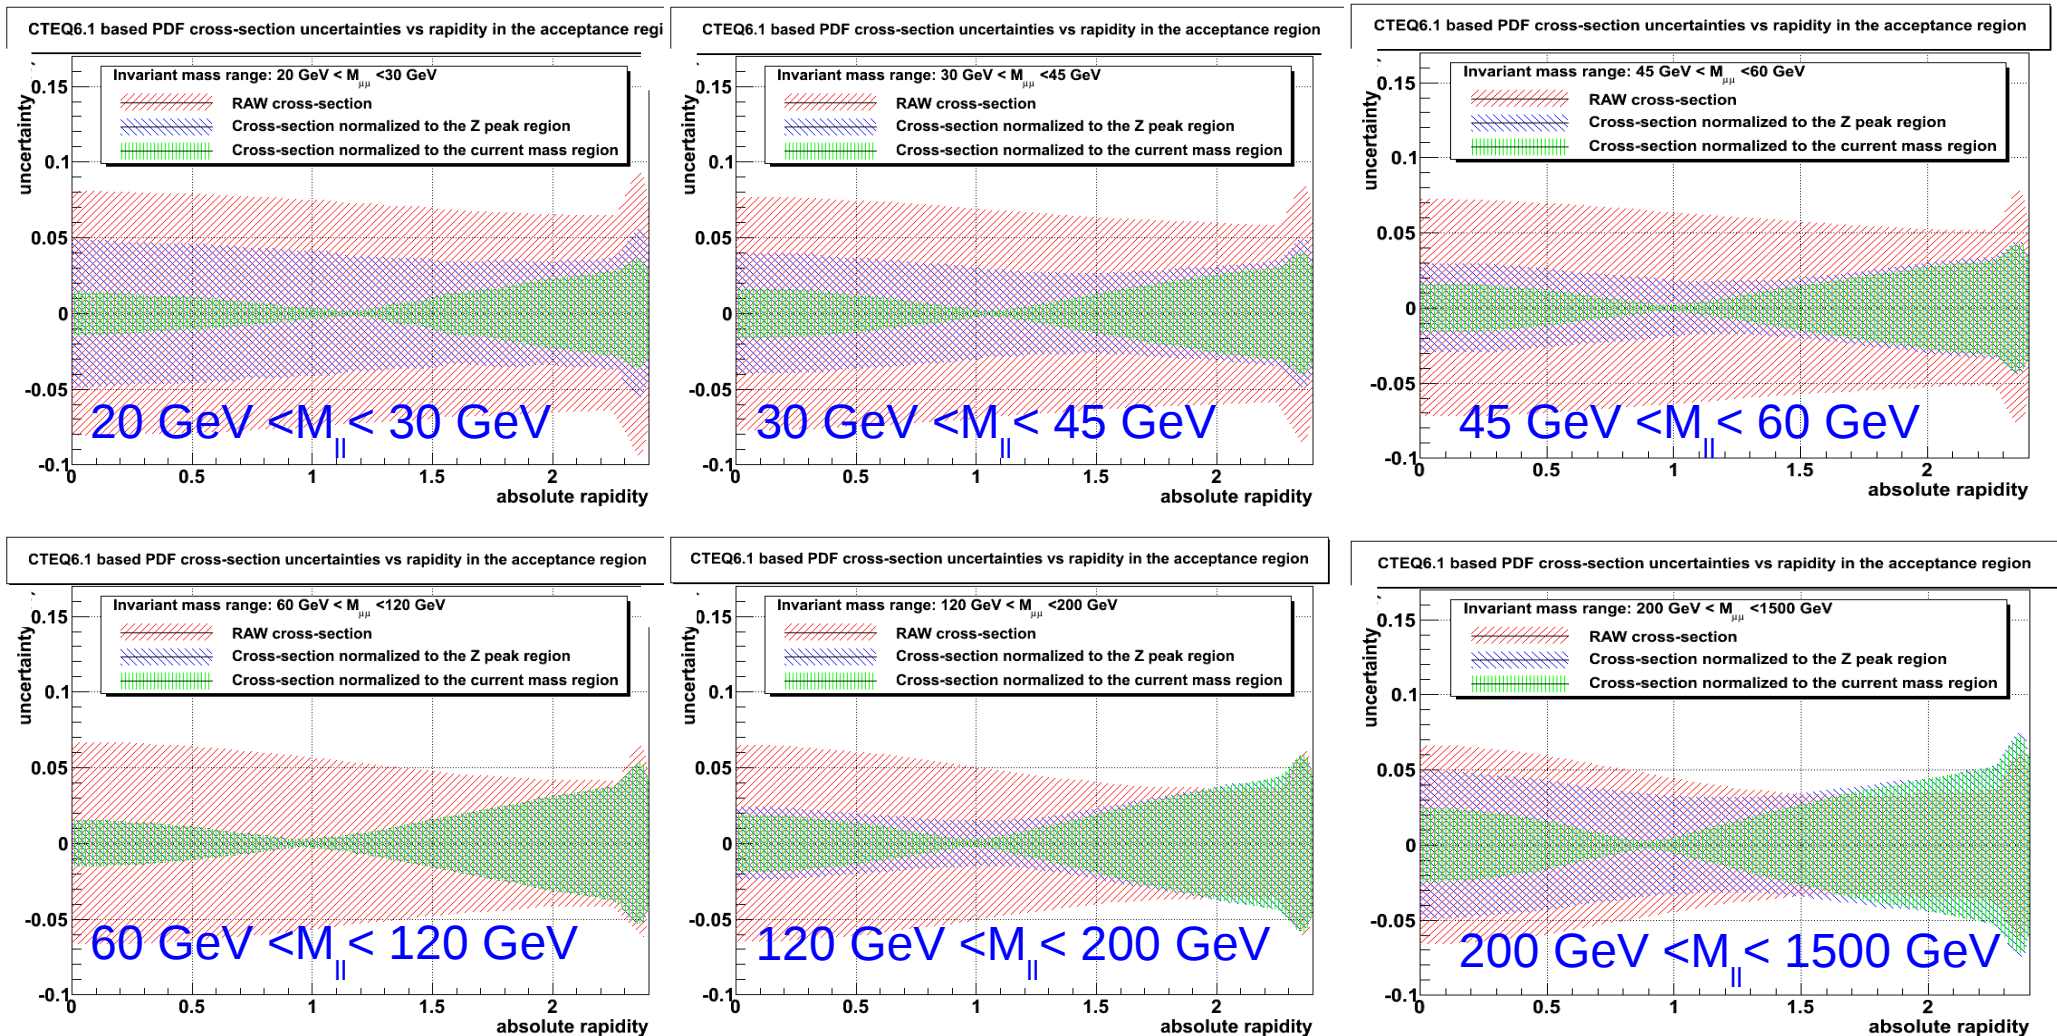 CTEQ6.1 based PDF cross-section uncertainties vs rapidity in the acceptance regi
Invariant mass range: 20 GeV < Mμμ <30 GeV
RAW cross-section
Cross-section normalized to the Z peak region
Cross-section normalized to the current mass region
uncertainty
0.15
0.1
0.05
0
-0.05
-0.1
20 GeV <M||< 30 GeV
0 0.5 1 1.5 2
absolute rapidity
CTEQ6.1 based PDF cross-section uncertainties vs rapidity in the acceptance region
Invariant mass range: 30 GeV < Mμμ <45 GeV
RAW cross-section
Cross-section normalized to the Z peak region
Cross-section normalized to the current mass region
uncertainty
0.15
0.1
0.05
0
-0.05
-0.1
30 GeV <M||< 45 GeV
0 0.5 1 1.5 2
absolute rapidity
CTEQ6.1 based PDF cross-section uncertainties vs rapidity in the acceptance region
Invariant mass range: 45 GeV < Mμμ <60 GeV
RAW cross-section
Cross-section normalized to the Z peak region
Cross-section normalized to the current mass region
uncertainty
0.15
0.1
0.05
0
-0.05
-0.1
45 GeV <M||< 60 GeV
0 0.5 1 1.5 2
absolute rapidity
CTEQ6.1 based PDF cross-section uncertainties vs rapidity in the acceptance region
Invariant mass range: 60 GeV < Mμμ <120 GeV
RAW cross-section
Cross-section normalized to the Z peak region
Cross-section normalized to the current mass region
uncertainty
0.15
0.1
0.05
0
-0.05
-0.1
60 GeV <M||< 120 GeV
0 0.5 1 1.5 2
absolute rapidity
CTEQ6.1 based PDF cross-section uncertainties vs rapidity in the acceptance region
Invariant mass range: 120 GeV < Mμμ <200 GeV
RAW cross-section
Cross-section normalized to the Z peak region
Cross-section normalized to the current mass region
uncertainty
0.15
0.1
0.05
0
-0.05
-0.1
120 GeV <M||< 200 GeV
0 0.5 1 1.5 2
absolute rapidity
CTEQ6.1 based PDF cross-section uncertainties vs rapidity in the acceptance region
Invariant mass range: 200 GeV < Mμμ <1500 GeV
RAW cross-section
Cross-section normalized to the Z peak region
Cross-section normalized to the current mass region
uncertainty
0.15
0.1
0.05
0
-0.05
-0.1
200 GeV <M||< 1500 GeV
0 0.5 1 1.5 2
absolute rapidity